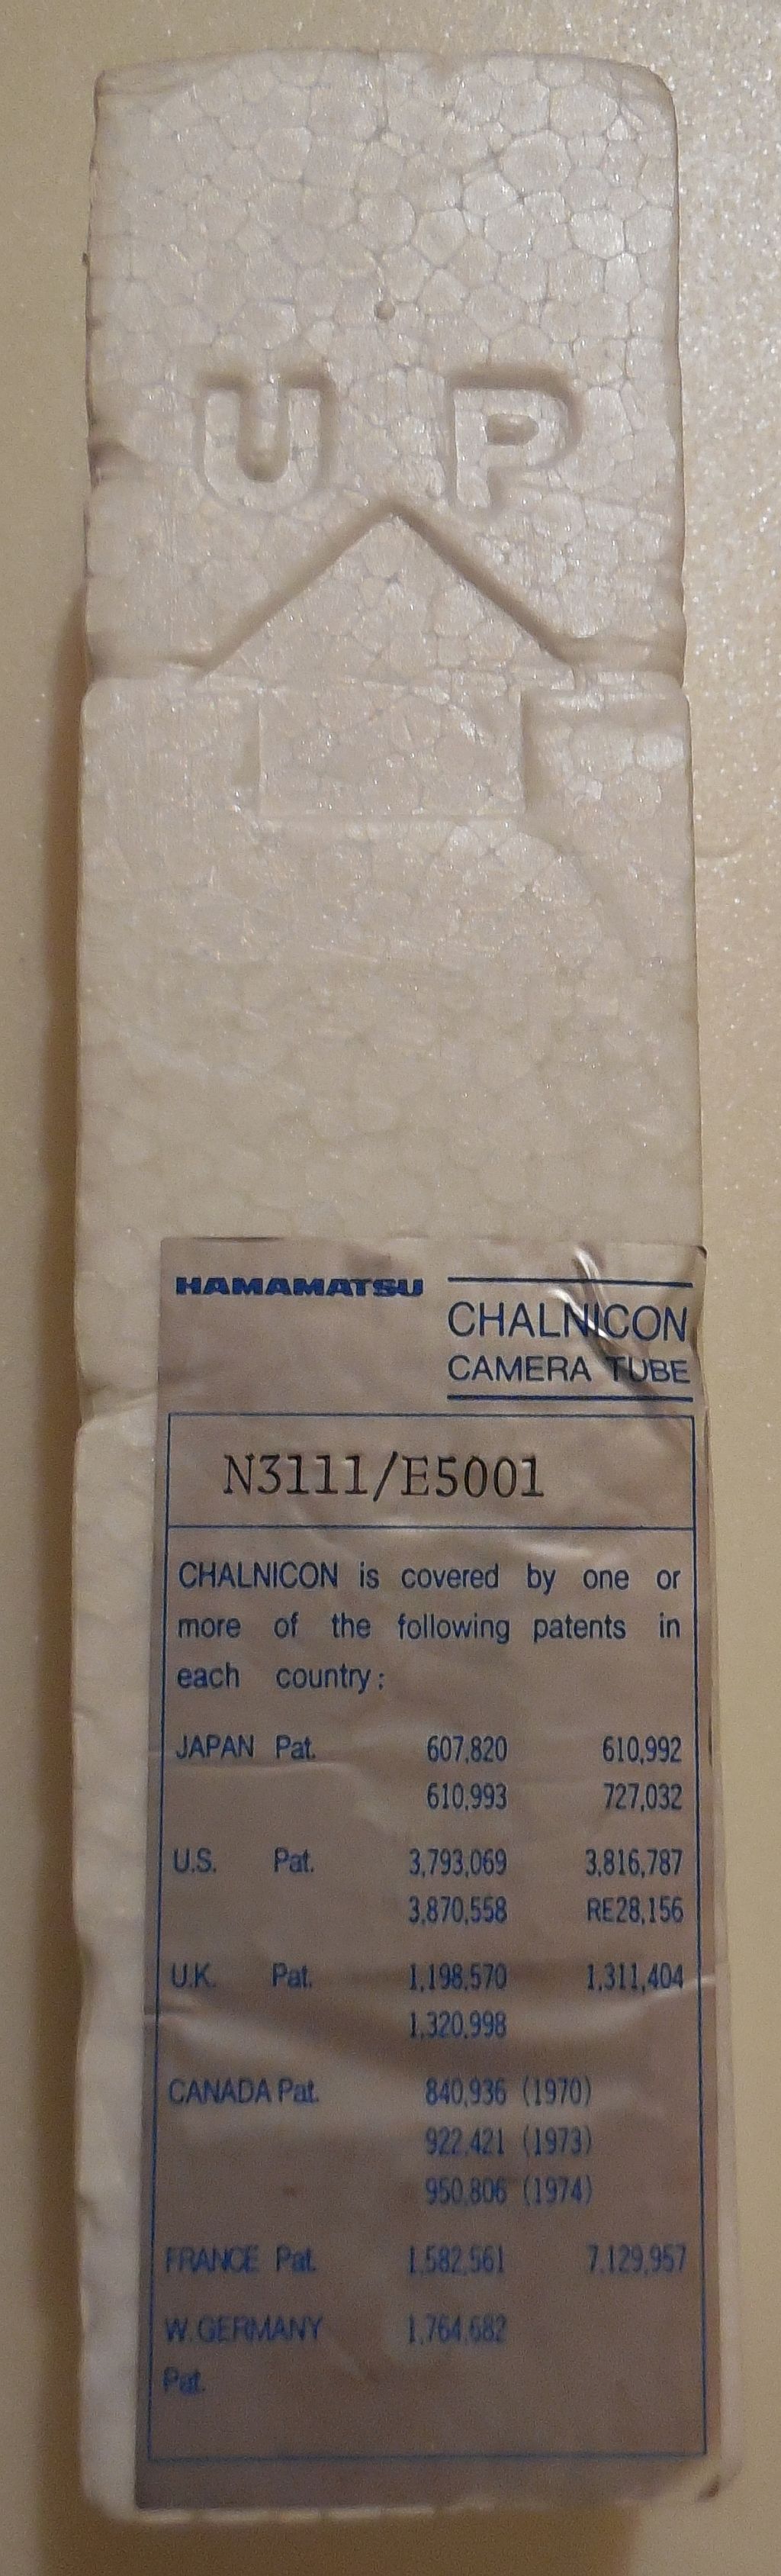 UP
HAMAMATSU
CHALNICON
CAMERA TUBE
N3111/E5001
CHALNICON is covered by one or
more of the following patents in
each country:
JAPAN Pat. 607,820 610,992
610,993 727,032
U.S. Pat. 3,793,069 3,816,787
3,870,558 RE28,156
U.K. Pat. 1,198,570 1,311,404
1,320,998
CANADA Pat. 840,936 (1970)
922,421 (1973)
950,806 (1974)
FRANCE Pat. 1,582,561 7,129,957
W.GERMANY 1,764,682
Pat.